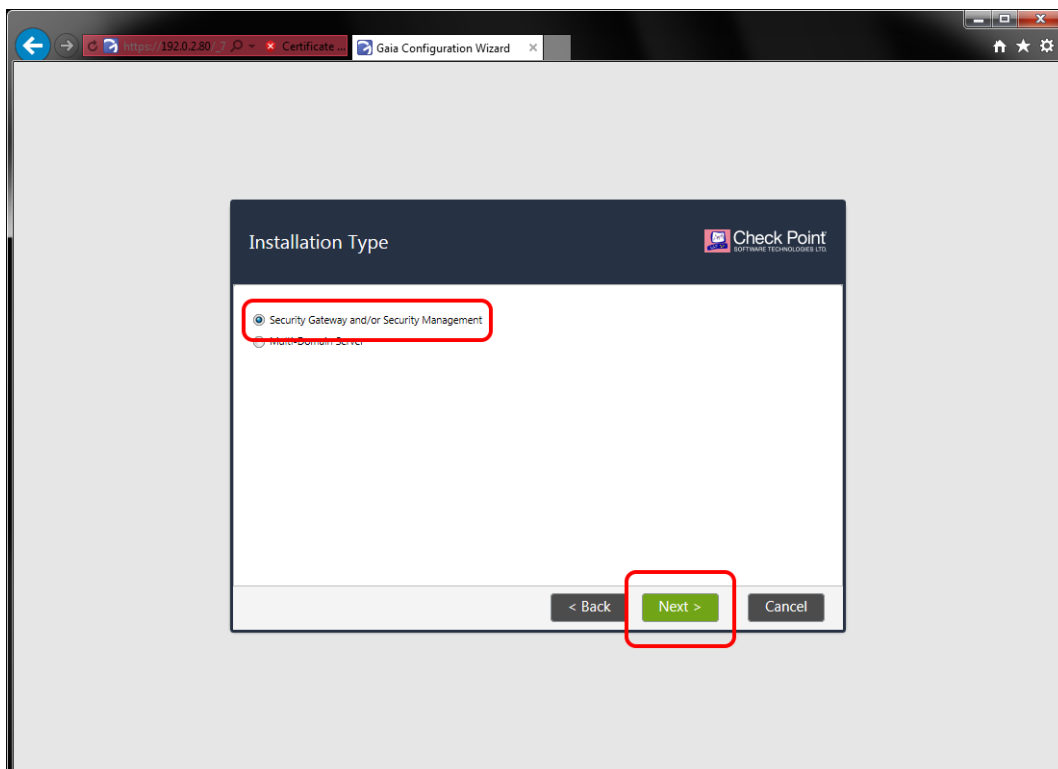 https://192.0.2.80/_7 Certificate ... Gaia Configuration Wizard
Installation Type
Check Point
SOFTWARE TECHNOLOGIES LTD.
Security Gateway and/or Security Management
Multi-Domain Server
< Back Next > Cancel